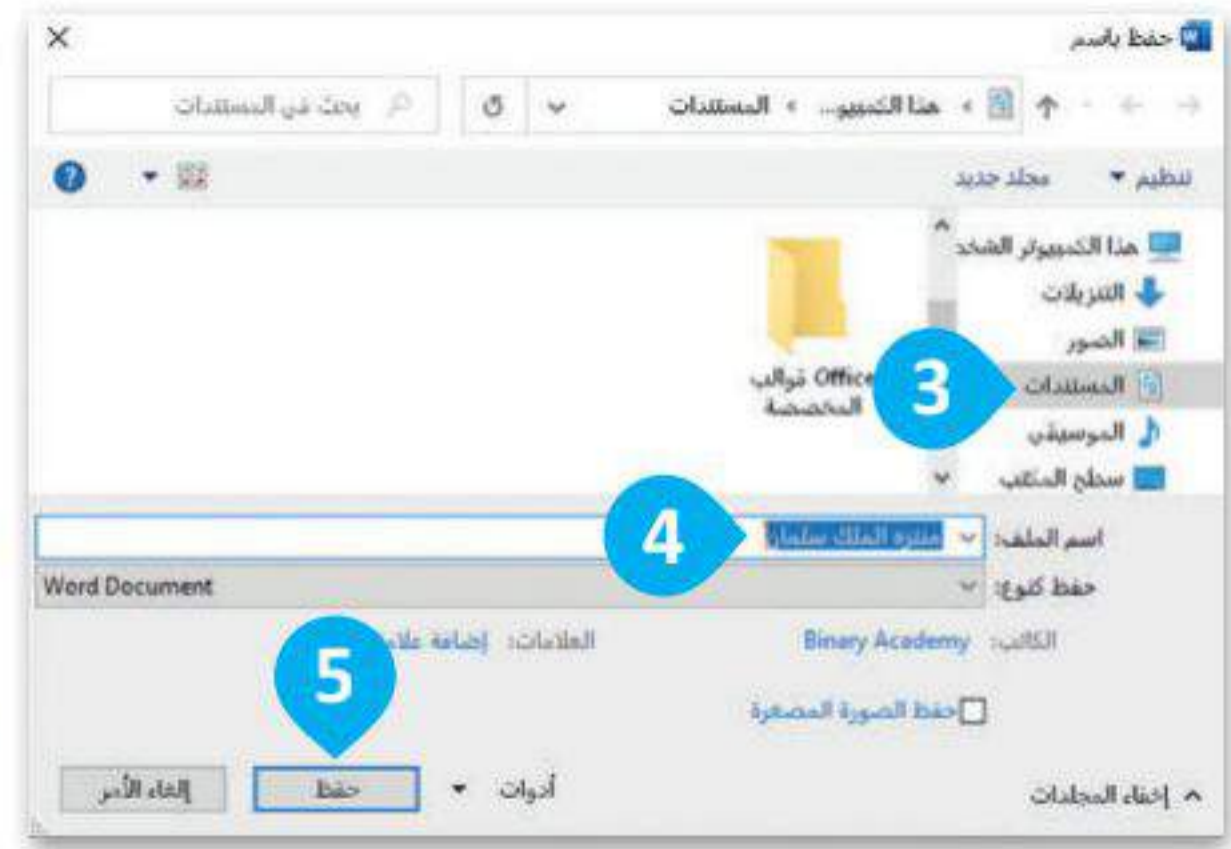 حفظ باسم
هذا الكمبيو... › المستندات
بحث في المستندات
تنظيم
مجلد جديد
هذا الكمبيوتر الشخد
التنزيلات
الصور
المستندات
الموسيقى
سطح المكتب
Office قوالب
المخصصة
3
4
اسم الملف: منتزه الملك سلمان
حفظ كنوع: Word Document
الكاتب: Binary Academy
العلامات: إضافة علام
5
حفظ الصورة المصغرة
إخفاء المجلدات
أدوات
حفظ
إلغاء الأمر